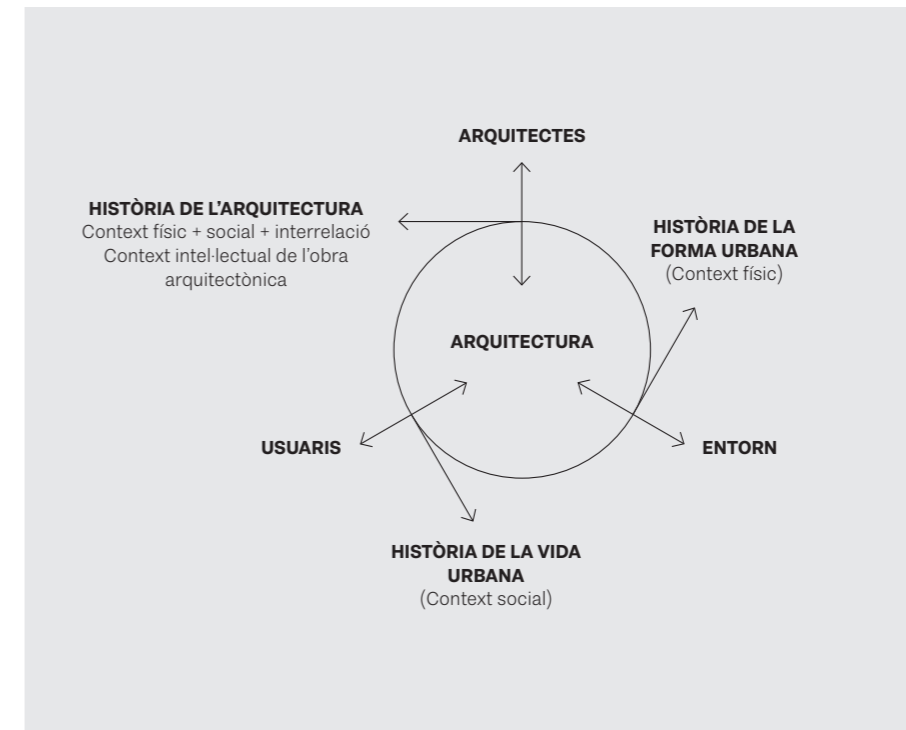 ARQUITECTES
HISTÒRIA DE L’ARQUITECTURA
Context físic + social + interrelació
Context intel·lectual de l’obra
arquitectònica
HISTÒRIA DE LA
FORMA URBANA
(Context físic)
ARQUITECTURA
USUARIS
ENTORN
HISTÒRIA DE LA VIDA
URBANA
(Context social)